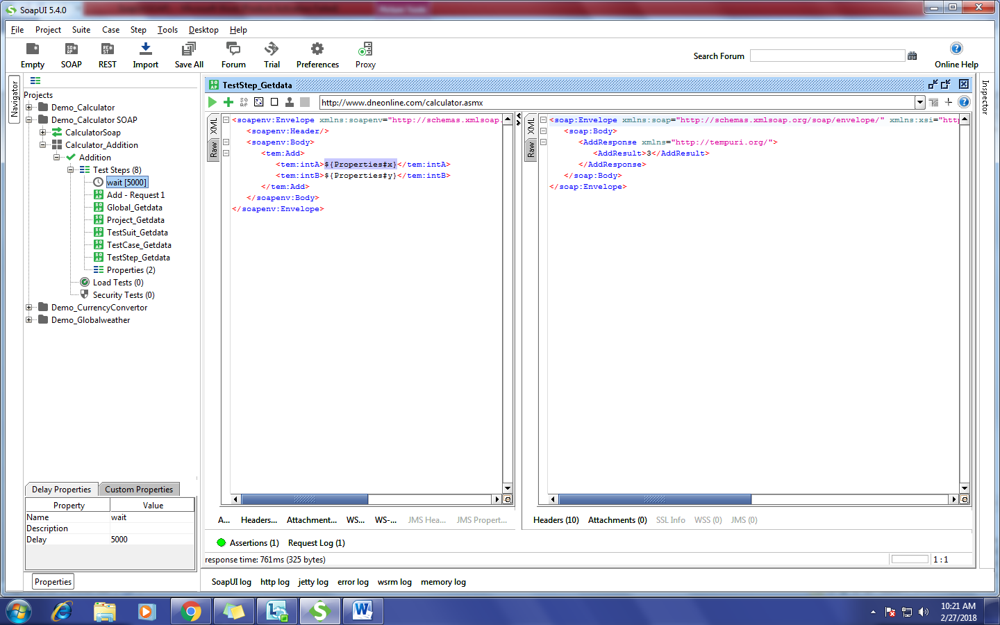 SoapUI 5.4.0
File Project Suite Case Step Tools Desktop Help
Empty SOAP REST Import Save All Forum Trial Preferences Proxy Search Forum Online Help
Navigator
Projects
Demo_Calculator
Demo_Calculator SOAP
CalculatorSoap
Calculator_Addition
Addition
Test Steps (8)
wait [5000]
Add - Request 1
Global_Getdata
Project_Getdata
TestSuit_Getdata
TestCase_Getdata
TestStep_Getdata
Properties (2)
Load Tests (0)
Security Tests (0)
Demo_CurrencyConvertor
Demo_Globalweather
Delay Properties Custom Properties
Property Value
Name wait
Description
Delay 5000
Properties
TestStep_Getdata
http://www.dneonline.com/calculator.asmx
XML
Raw
<soapenv:Envelope xmlns:soapenv="http://schemas.xmlsoap.
<soapenv:Header/>
<soapenv:Body>
<tem:Add>
<tem:intA>${Properties#x}</tem:intA>
<tem:intB>${Properties#y}</tem:intB>
</tem:Add>
</soapenv:Body>
</soapenv:Envelope>
A... Headers... Attachment... WS... WS-... JMS Hea... JMS Propert...
XML
Raw
<soap:Envelope xmlns:soap="http://schemas.xmlsoap.org/soap/envelope/" xmlns:xsi="http
<soap:Body>
<AddResponse xmlns="http://tempuri.org/">
<AddResult>3</AddResult>
</AddResponse>
</soap:Body>
</soap:Envelope>
Headers (10) Attachments (0) SSL Info WSS (0) JMS (0)
Assertions (1) Request Log (1)
response time: 761ms (325 bytes) 1 : 1
Inspector
SoapUI log http log jetty log error log wsrm log memory log
10:21 AM
2/27/2018